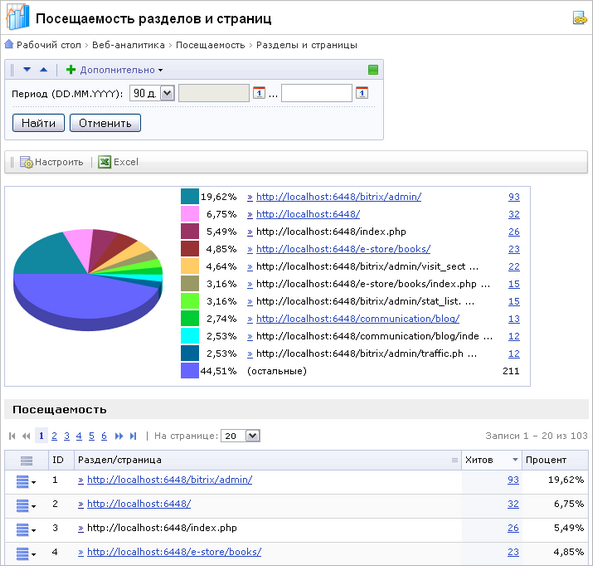 Посещаемость разделов и страниц
Рабочий стол › Веб-аналитика › Посещаемость › Разделы и страницы
Дополнительно
Период (DD.MM.YYYY): 90 д. ...
Найти Отменить
Настроить Excel
19,62% » http://localhost:6448/bitrix/admin/ 93
6,75% » http://localhost:6448/ 32
5,49% » http://localhost:6448/index.php 26
4,85% » http://localhost:6448/e-store/books/ 23
4,64% » http://localhost:6448/bitrix/admin/visit_sect ... 22
3,16% » http://localhost:6448/e-store/books/index.php ... 15
3,16% » http://localhost:6448/bitrix/admin/stat_list. ... 15
2,74% » http://localhost:6448/communication/blog/ 13
2,53% » http://localhost:6448/communication/blog/inde ... 12
2,53% » http://localhost:6448/bitrix/admin/traffic.ph ... 12
44,51% (остальные) 211
Посещаемость
1 2 3 4 5 6 На странице: 20 Записи 1 – 20 из 103
ID Раздел/страница Хитов Процент
1 » http://localhost:6448/bitrix/admin/ 93 19,62%
2 » http://localhost:6448/ 32 6,75%
3 » http://localhost:6448/index.php 26 5,49%
4 » http://localhost:6448/e-store/books/ 23 4,85%